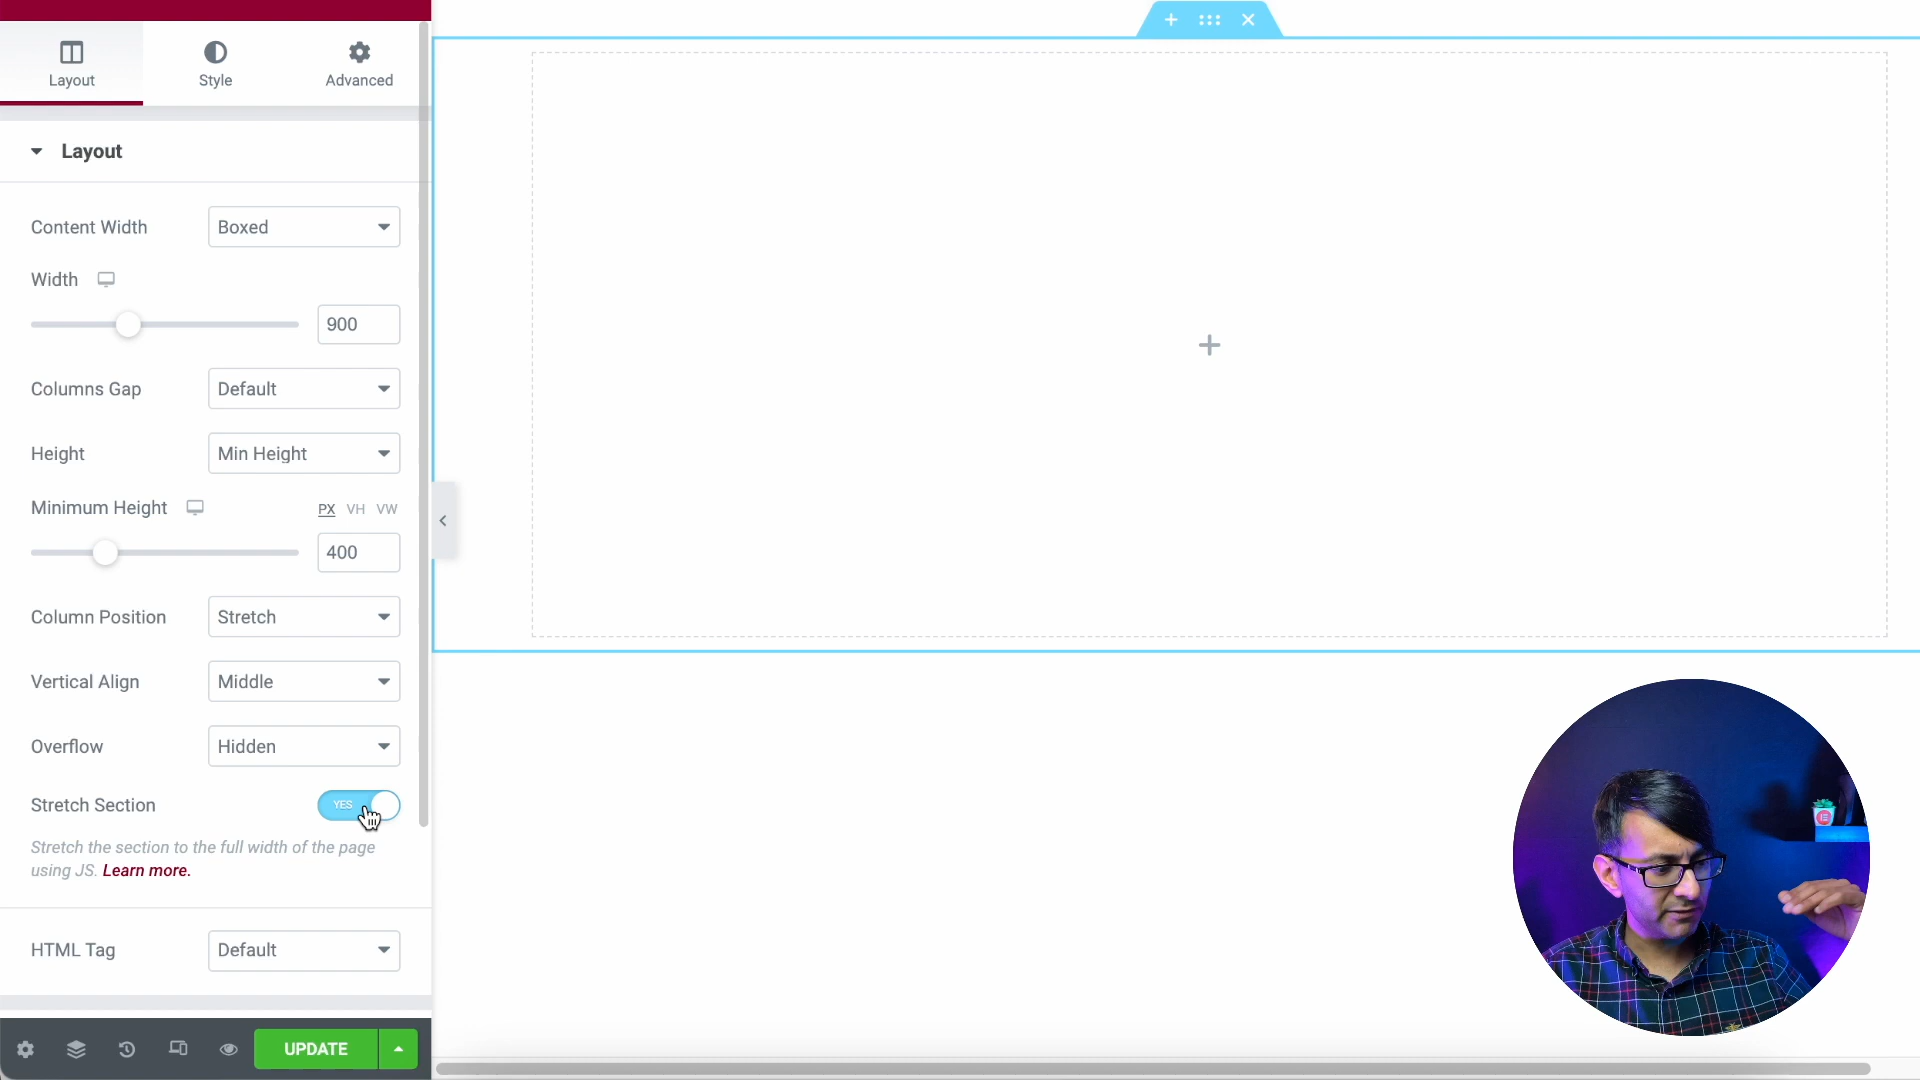 Layout
Style
Advanced
Layout
Content Width
Boxed
Width
900
Columns Gap
Default
Height
Min Height
Minimum Height
PX VH VW
400
Column Position
Stretch
Vertical Align
Middle
Overflow
Hidden
Stretch Section
YES
Stretch the section to the full width of the page
using JS. Learn more.
HTML Tag
Default
UPDATE